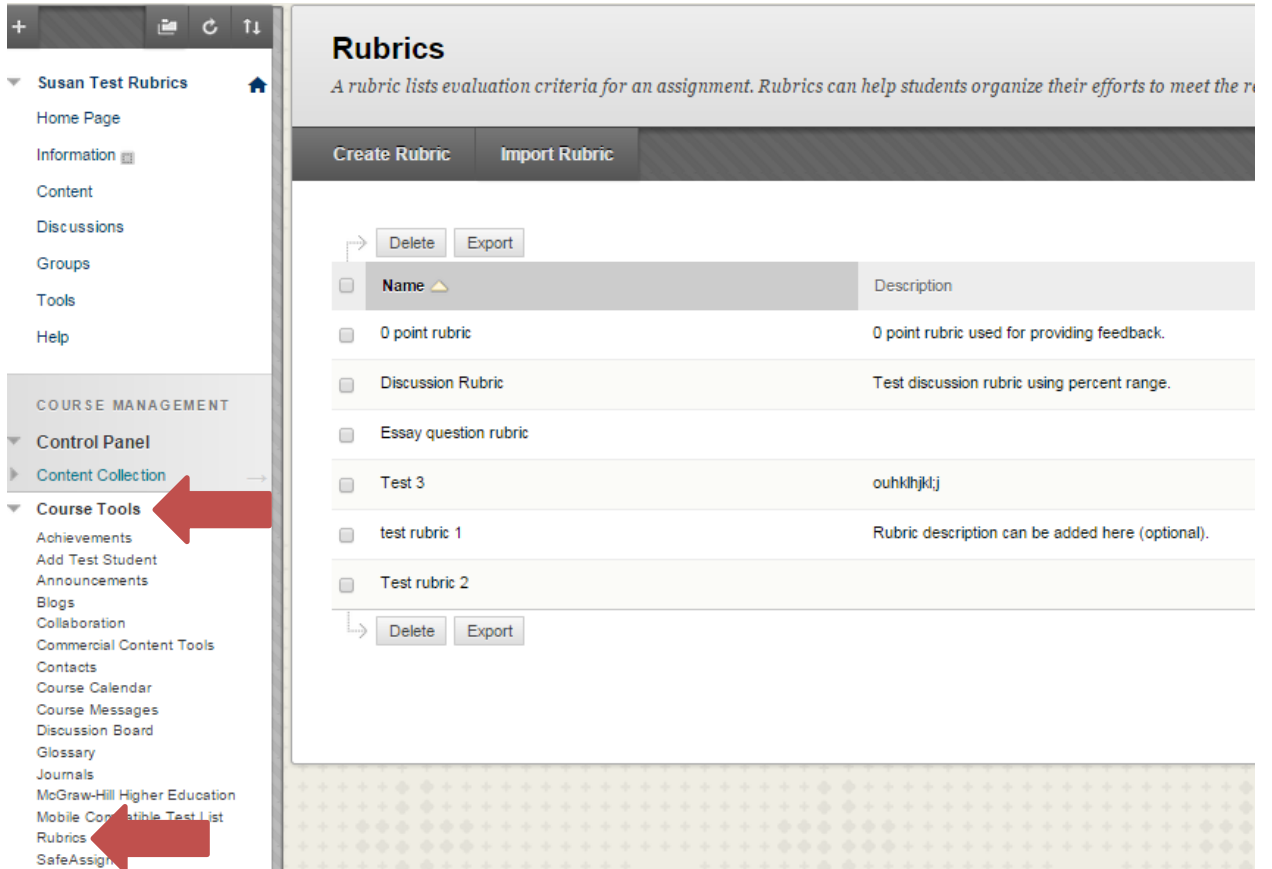 Susan Test Rubrics
Home Page
Information
Content
Discussions
Groups
Tools
Help
COURSE MANAGEMENT
Control Panel
Content Collection
Course Tools
Achievements
Add Test Student
Announcements
Blogs
Collaboration
Commercial Content Tools
Contacts
Course Calendar
Course Messages
Discussion Board
Glossary
Journals
McGraw-Hill Higher Education
Mobile Test List
Rubrics
Rubrics
A rubric lists evaluation criteria for an assignment. Rubrics can help students organize their efforts to meet the
Create Rubric Import Rubric
Delete Export
Name Description
0 point rubric 0 point rubric used for providing feedback.
Discussion Rubric Test discussion rubric using percent range.
Essay question rubric
Test 3 ouhklhjkl;j
test rubric 1 Rubric description can be added here (optional).
Test rubric 2
Delete Export